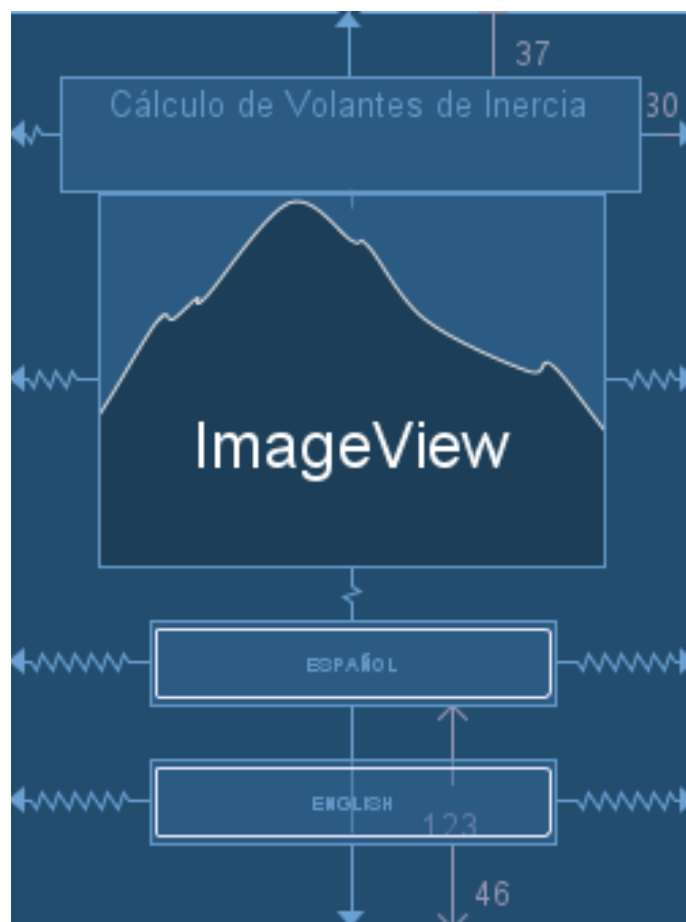 37
Cálculo de Volantes de Inercia
30
ImageView
ESPAÑOL
ENGLISH
123
46